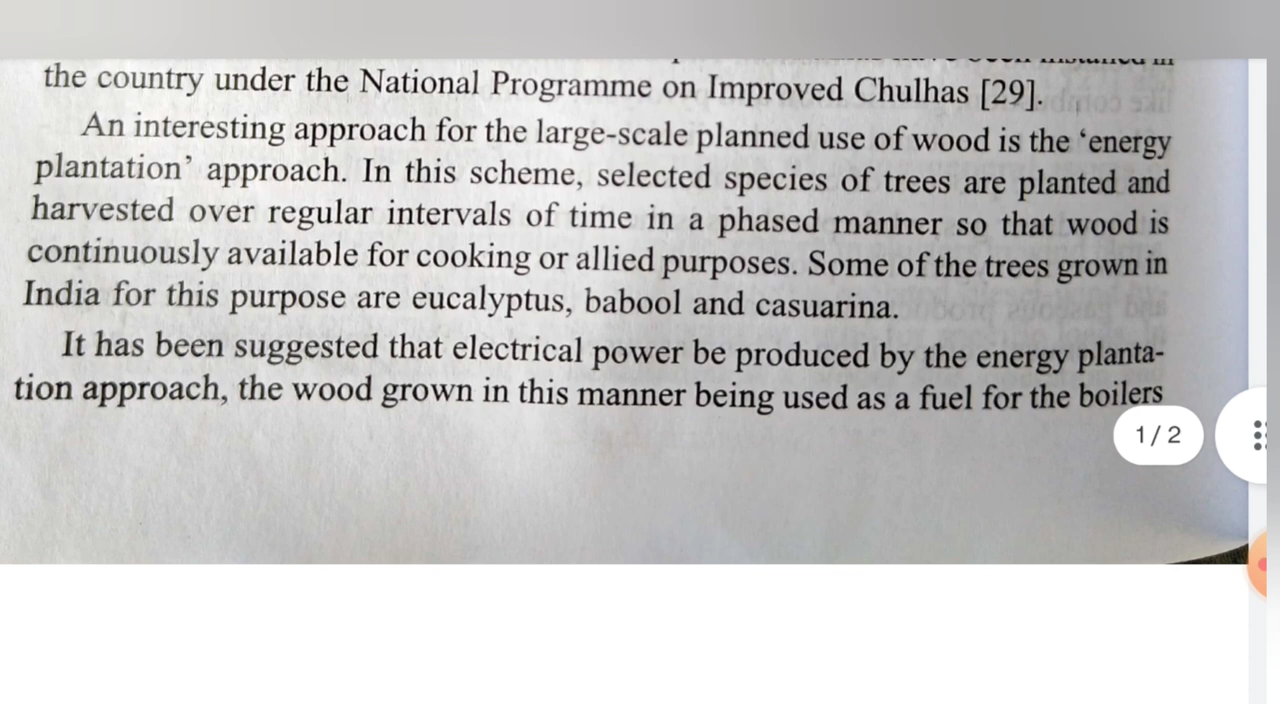 the country under the National Programme on Improved Chulhas [29].
An interesting approach for the large-scale planned use of wood is the ‘energy
plantation’ approach. In this scheme, selected species of trees are planted and
harvested over regular intervals of time in a phased manner so that wood is
continuously available for cooking or allied purposes. Some of the trees grown in
India for this purpose are eucalyptus, babool and casuarina.
It has been suggested that electrical power be produced by the energy planta-
tion approach, the wood grown in this manner being used as a fuel for the boilers
1 / 2